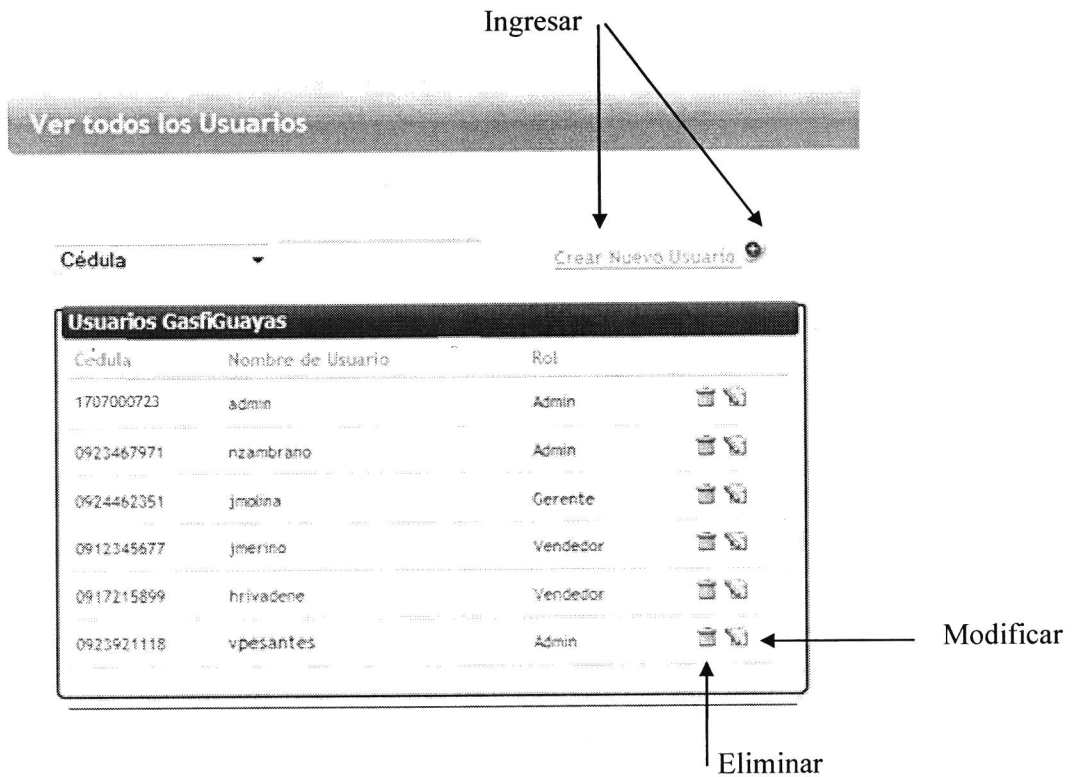 Ingresar
Ver todos los Usuarios
Cédula
Crear Nuevo Usuario
Usuarios GasfiGuayas
Cédula Nombre de Usuario Rol
1707000723 admin Admin
0923467971 nzambrano Admin
0924462351 jmolina Gerente
0912345677 jmerino Vendedor
0917215899 hrivadene Vendedor
0923921118 vpesantes Admin
Modificar
Eliminar